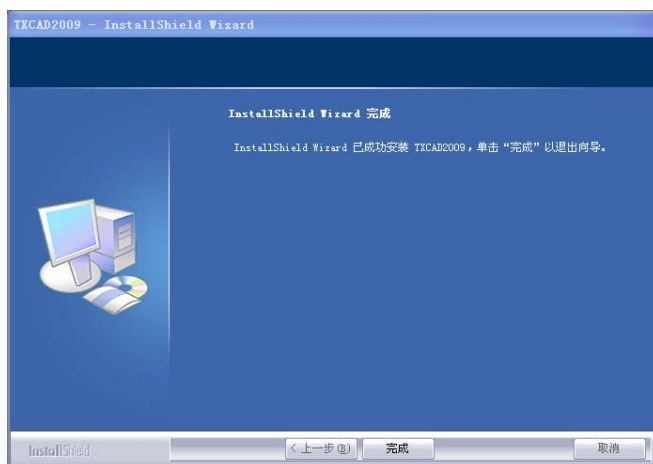 TXCAD2009 - InstallShield Wizard
InstallShield Wizard 完成
InstallShield Wizard 已成功安装 TXCAD2009，单击“完成”以退出向导。
InstallShield
< 上一步(B) 完成 取消